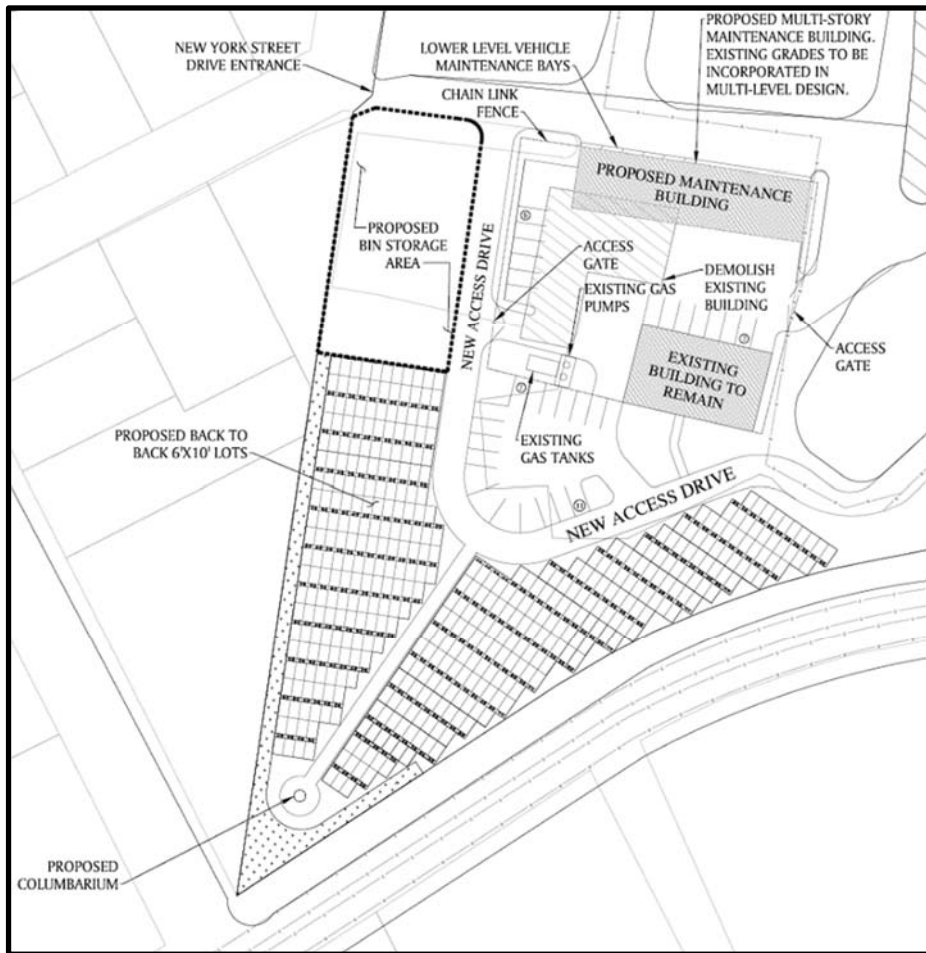 NEW YORK STREET
DRIVE ENTRANCE
LOWER LEVEL VEHICLE
MAINTENANCE BAYS
PROPOSED MULTI-STORY
MAINTENANCE BUILDING.
EXISTING GRADES TO BE
INCORPORATED IN
MULTI-LEVEL DESIGN.
CHAIN LINK
FENCE
PROPOSED MAINTENANCE
BUILDING
PROPOSED
BIN STORAGE
AREA
NEW ACCESS DRIVE
ACCESS
GATE
EXISTING GAS
PUMPS
DEMOLISH
EXISTING
BUILDING
ACCESS
GATE
EXISTING
BUILDING TO
REMAIN
PROPOSED BACK TO
BACK 6'X10' LOTS
EXISTING
GAS TANKS
11
NEW ACCESS DRIVE
PROPOSED
COLUMBARIUM